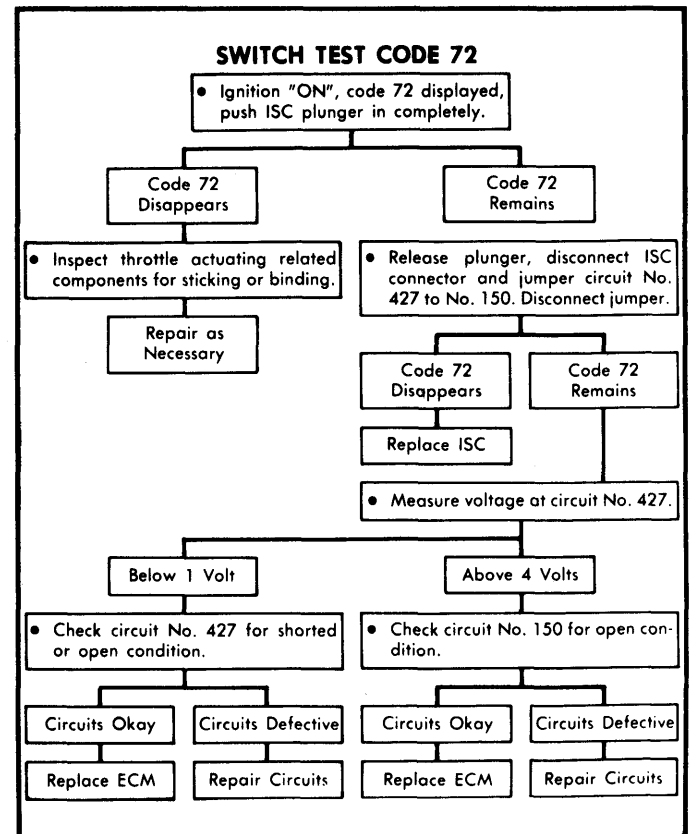 SWITCH TEST CODE 72
• Ignition "ON", code 72 displayed,
push ISC plunger in completely.
Code 72
Disappears
Code 72
Remains
• Inspect throttle actuating related
components for sticking or binding.
• Release plunger, disconnect ISC
connector and jumper circuit No.
427 to No. 150. Disconnect jumper.
Repair as
Necessary
Code 72
Disappears
Code 72
Remains
Replace ISC
• Measure voltage at circuit No. 427.
Below 1 Volt
Above 4 Volts
• Check circuit No. 427 for shorted
or open condition.
• Check circuit No. 150 for open con-
dition.
Circuits Okay
Circuits Defective
Circuits Okay
Circuits Defective
Replace ECM
Repair Circuits
Replace ECM
Repair Circuits